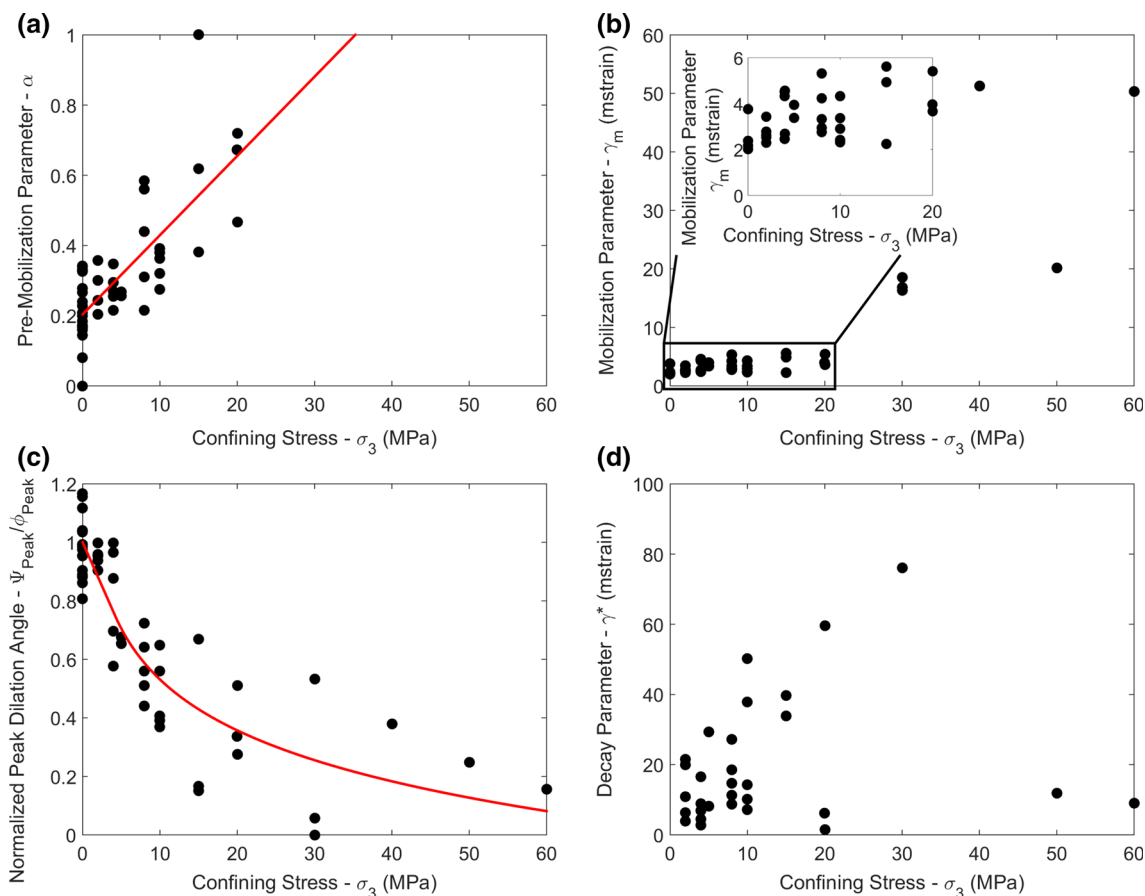 (a)
Pre-Mobilization Parameter - α
1
0.8
0.6
0.4
0.2
0
0 10 20 30 40 50 60
Confining Stress - σ3 (MPa)
(b)
Mobilization Parameter - γm (mstrain)
60
50
40
30
20
10
0
0 10 20 30 40 50 60
Confining Stress - σ3 (MPa)
Mobilization Parameter
γm (mstrain)
6
4
2
0
0 10 20
Confining Stress - σ3 (MPa)
(c)
Normalized Peak Dilation Angle - ΨPeak/ϕPeak
1.2
1
0.8
0.6
0.4
0.2
0
0 10 20 30 40 50 60
Confining Stress - σ3 (MPa)
(d)
Decay Parameter - γ* (mstrain)
100
80
60
40
20
0
0 10 20 30 40 50 60
Confining Stress - σ3 (MPa)